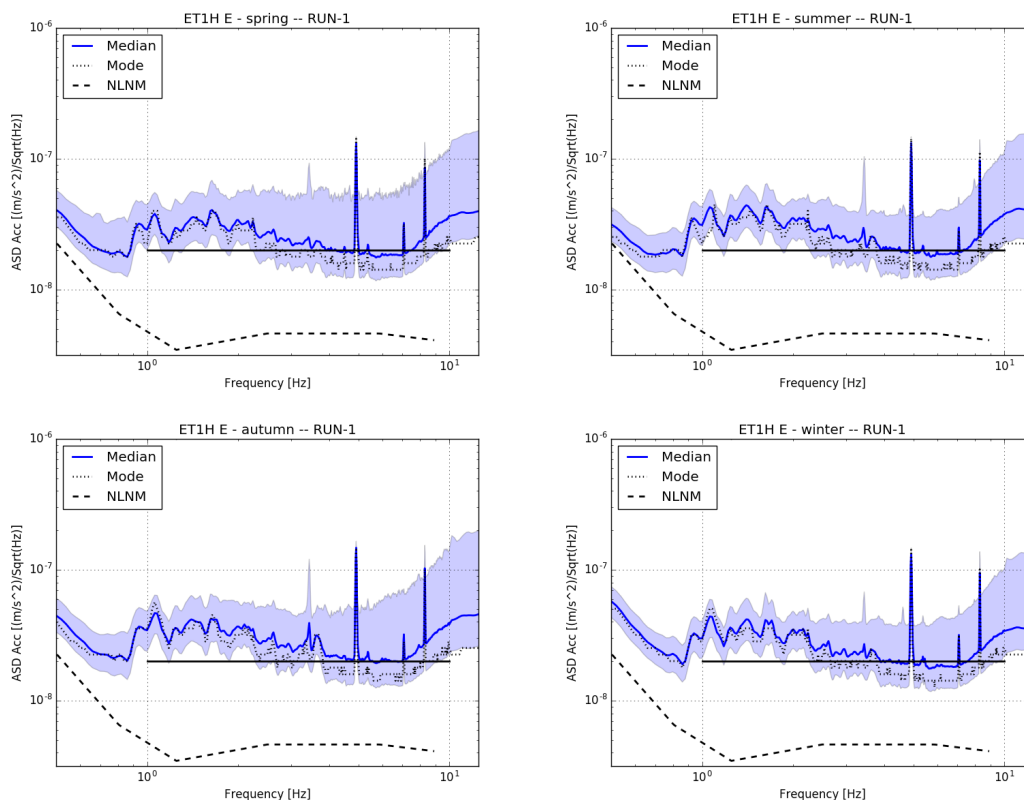 ET1H E - spring -- RUN-1
10^-6
10^-7
10^-8
ASD Acc [(m/s^2)/Sqrt(Hz)]
Median
Mode
NLNM
10^0
10^1
Frequency [Hz]
ET1H E - summer -- RUN-1
10^-6
10^-7
10^-8
ASD Acc [(m/s^2)/Sqrt(Hz)]
Median
Mode
NLNM
10^0
10^1
Frequency [Hz]
ET1H E - autumn -- RUN-1
10^-6
10^-7
10^-8
ASD Acc [(m/s^2)/Sqrt(Hz)]
Median
Mode
NLNM
10^0
10^1
Frequency [Hz]
ET1H E - winter -- RUN-1
10^-6
10^-7
10^-8
ASD Acc [(m/s^2)/Sqrt(Hz)]
Median
Mode
NLNM
10^0
10^1
Frequency [Hz]